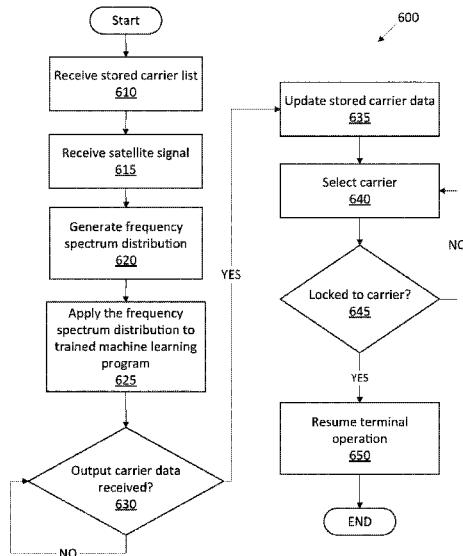 Start
Receive stored carrier list
610
Receive satellite signal
615
Generate frequency
spectrum distribution
620
Apply the frequency
spectrum distribution to
trained machine learning
program
625
Output carrier data
received?
630
NO
YES
600
Update stored carrier data
635
Select carrier
640
NO
Locked to carrier?
645
YES
Resume terminal
operation
650
END